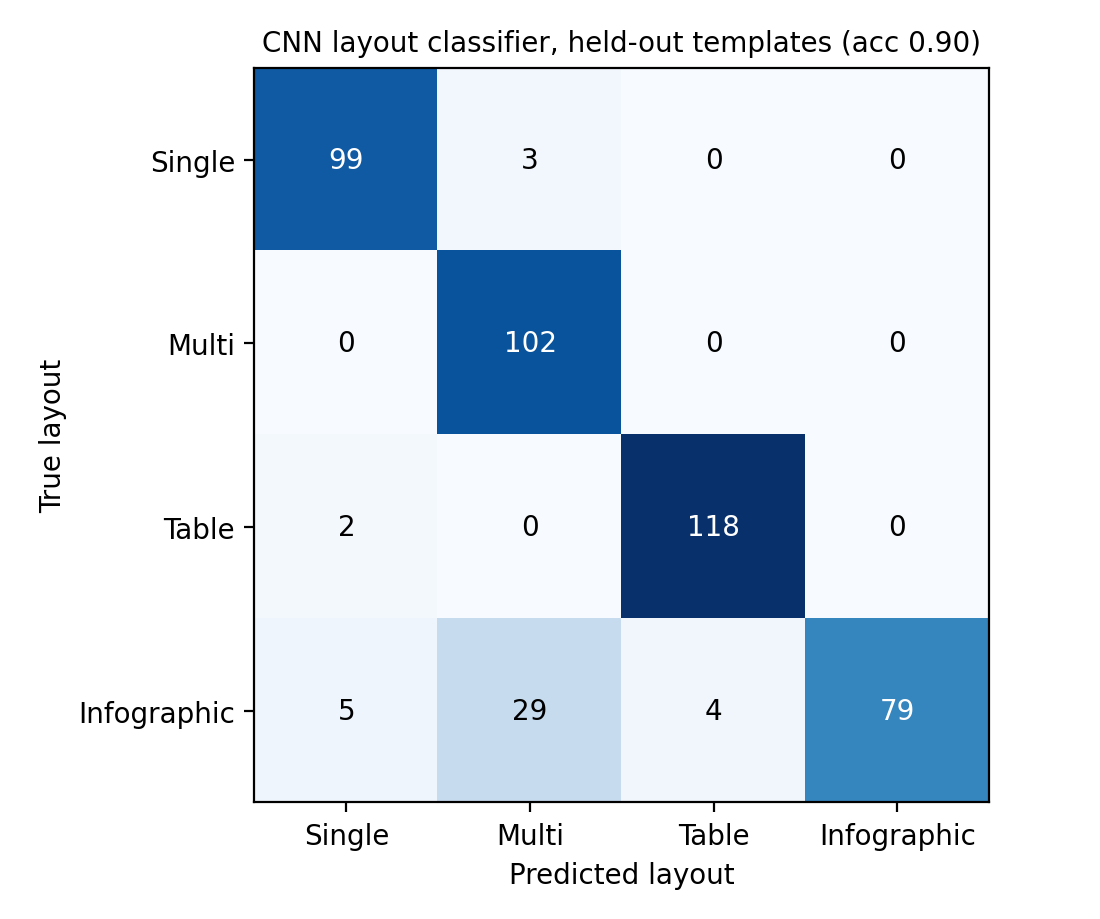 CNN layout classifier, held-out templates (acc 0.90)
Single 99 3 0 0
Multi 0 102 0 0
Table 2 0 118 0
Infographic 5 29 4 79
True layout
Single Multi Table Infographic
Predicted layout